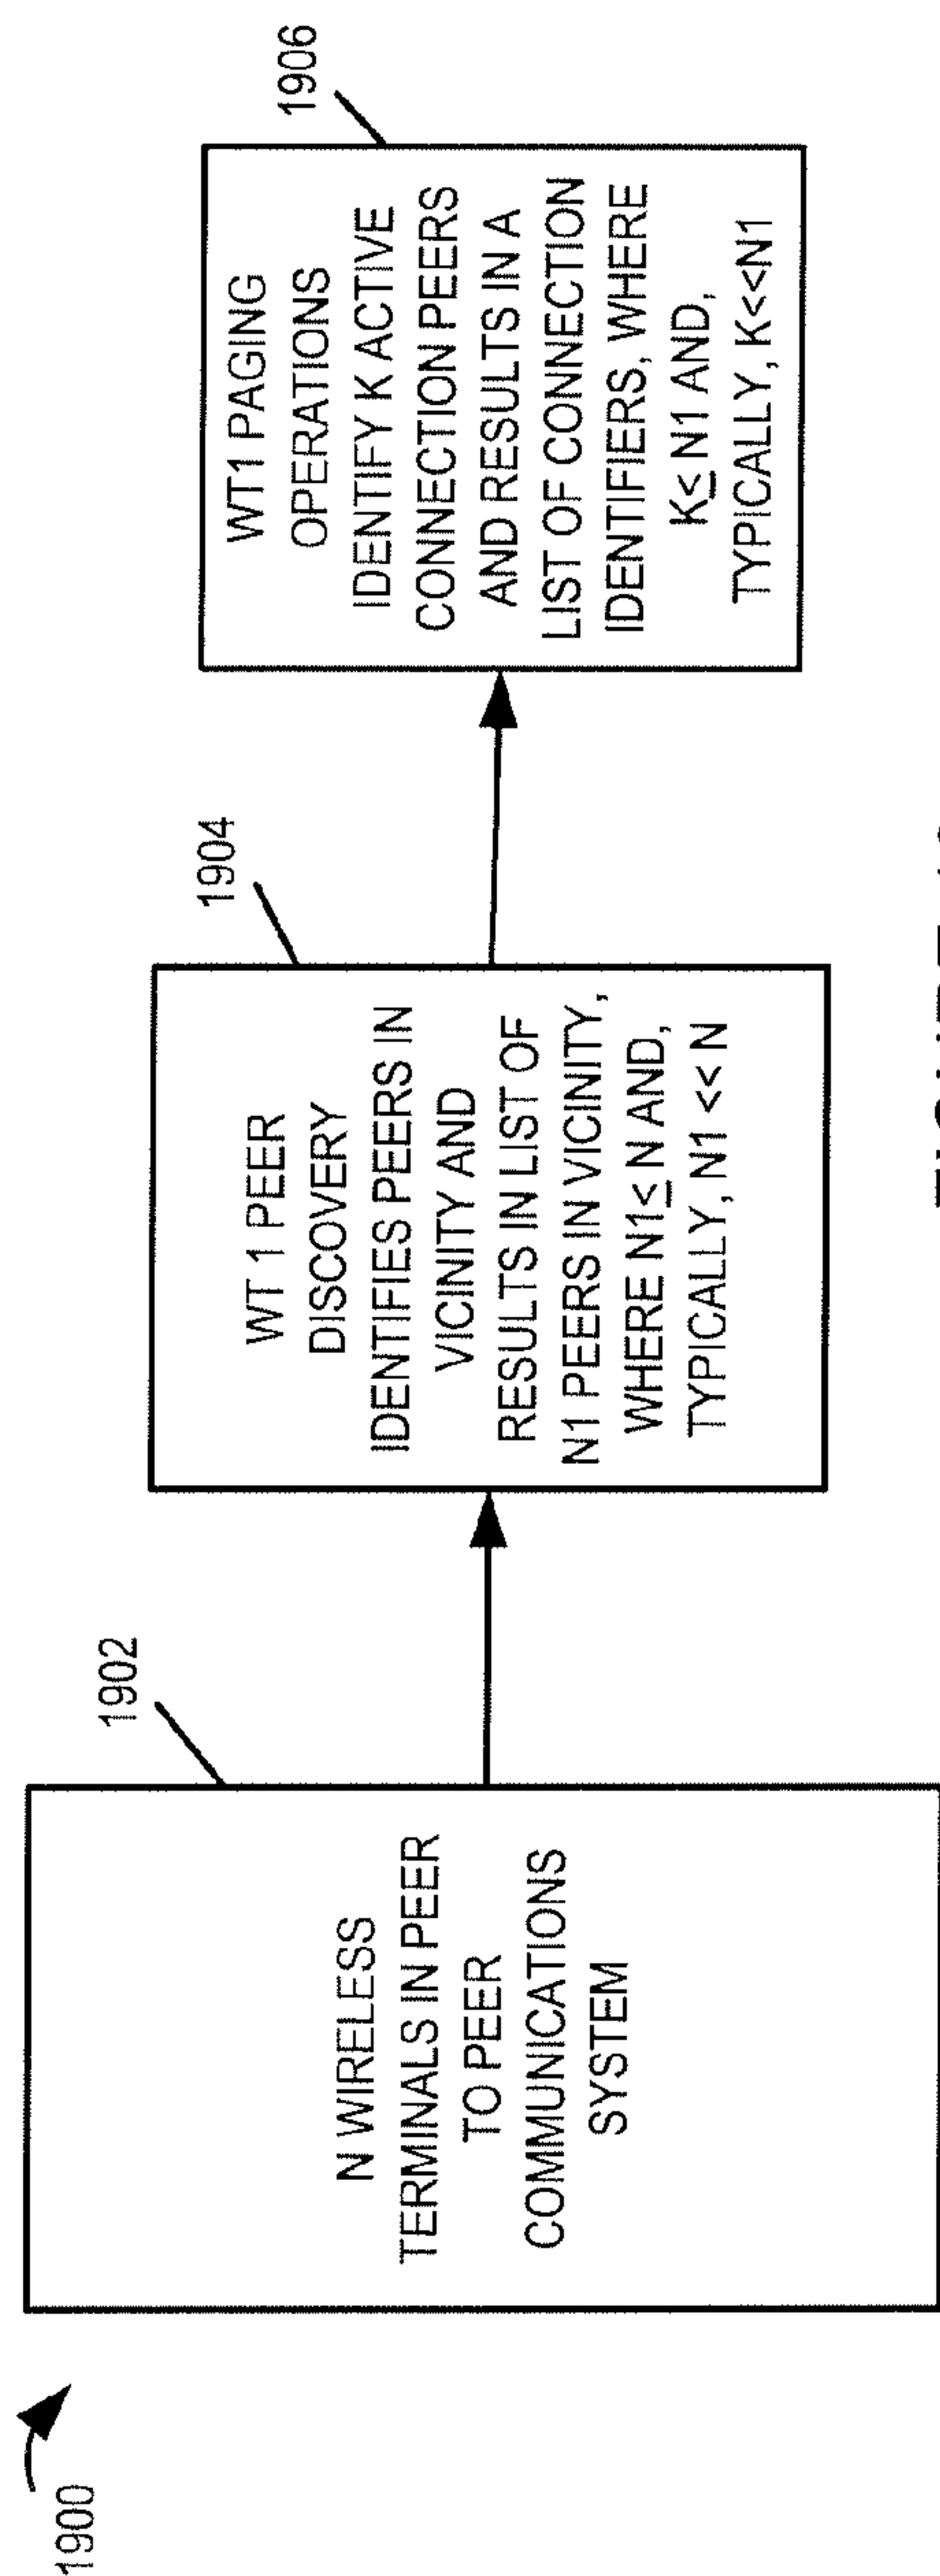 1900
1902
N WIRELESS
TERMINALS IN PEER
TO PEER
COMMUNICATIONS
SYSTEM
1904
WT 1 PEER
DISCOVERY
IDENTIFIES PEERS IN
VICINITY AND
RESULTS IN LIST OF
N1 PEERS IN VICINITY,
WHERE N1≤ N AND,
TYPICALLY, N1 << N
1906
WT1 PAGING
OPERATIONS
IDENTIFY K ACTIVE
CONNECTION PEERS
AND RESULTS IN A
LIST OF CONNECTION
IDENTIFIERS, WHERE
K≤ N1 AND,
TYPICALLY, K<<N1